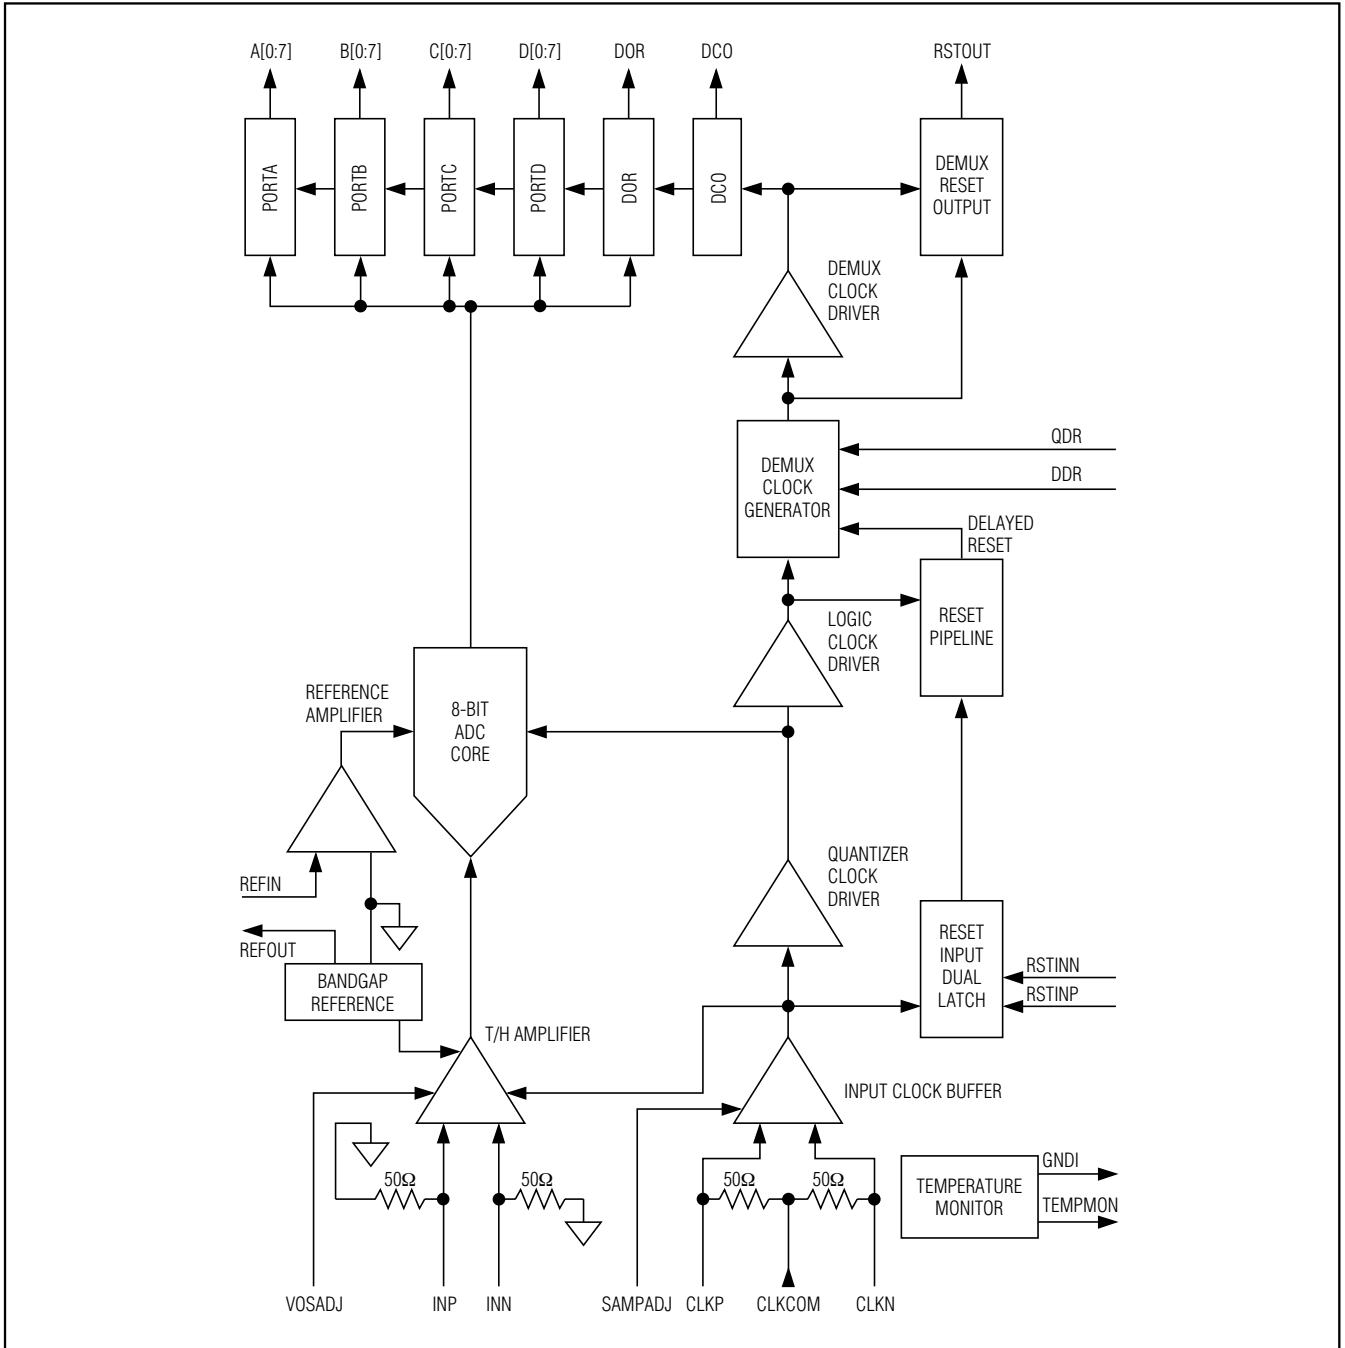 A[0:7] B[0:7] C[0:7] D[0:7] DOR DCO RSTOUT
PORTA PORTB PORTC PORTD DOR DCO
DEMUX
RESET
OUTPUT
DEMUX
CLOCK
DRIVER
QDR
DDR
DEMUX
CLOCK
GENERATOR
DELAYED
RESET
LOGIC
CLOCK
DRIVER
RESET
PIPELINE
REFERENCE
AMPLIFIER
8-BIT
ADC
CORE
QUANTIZER
CLOCK
DRIVER
REFIN
REFOUT
BANDGAP
REFERENCE
RESET
INPUT
DUAL
LATCH
RSTINN
RSTINP
T/H AMPLIFIER
INPUT CLOCK BUFFER
50Ω 50Ω 50Ω 50Ω
TEMPERATURE
MONITOR
GNDI
TEMPMON
VOSADJ INP INN SAMPADJ CLKP CLKCOM CLKN